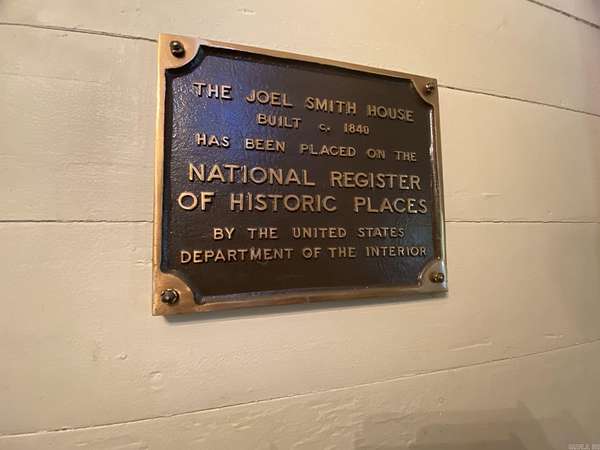 THE JOEL SMITH HOUSE
BUILT c. 1840
HAS BEEN PLACED ON THE
NATIONAL REGISTER
OF HISTORIC PLACES
BY THE UNITED STATES
DEPARTMENT OF THE INTERIOR